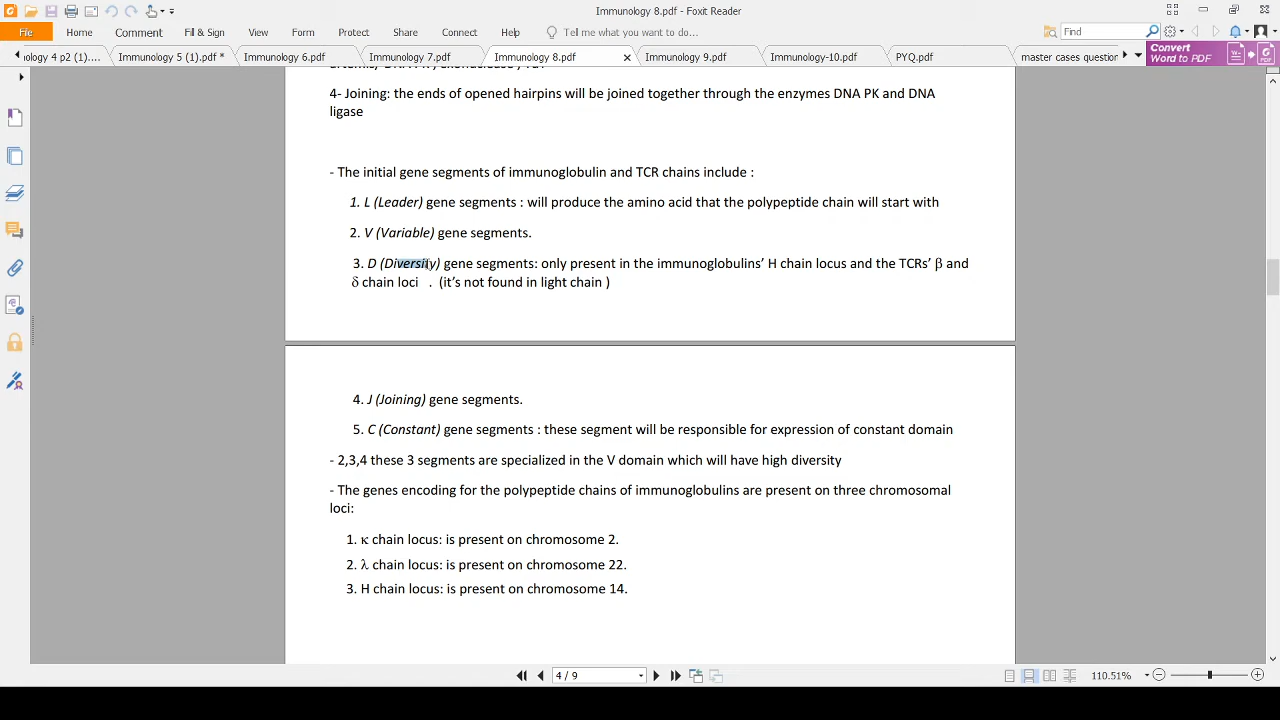 Immunology 8.pdf - Foxit Reader
File Home Comment Fill & Sign View Form Protect Share Connect Help Tell me what you want to do... Find
ology 4 p2 (1).... Immunology 5 (1).pdf * Immunology 6.pdf Immunology 7.pdf Immunology 8.pdf Immunology 9.pdf Immunology-10.pdf PYQ.pdf master cases question
Convert
Word to PDF
4- Joining: the ends of opened hairpins will be joined together through the enzymes DNA PK and DNA
ligase
- The initial gene segments of immunoglobulin and TCR chains include :
1. L (Leader) gene segments : will produce the amino acid that the polypeptide chain will start with
2. V (Variable) gene segments.
3. D (Diversity) gene segments: only present in the immunoglobulins’ H chain locus and the TCRs’ β and
δ chain loci . (it’s not found in light chain )
4. J (Joining) gene segments.
5. C (Constant) gene segments : these segment will be responsible for expression of constant domain
- 2,3,4 these 3 segments are specialized in the V domain which will have high diversity
- The genes encoding for the polypeptide chains of immunoglobulins are present on three chromosomal
loci:
1. κ chain locus: is present on chromosome 2.
2. λ chain locus: is present on chromosome 22.
3. H chain locus: is present on chromosome 14.
4 / 9 110.51%